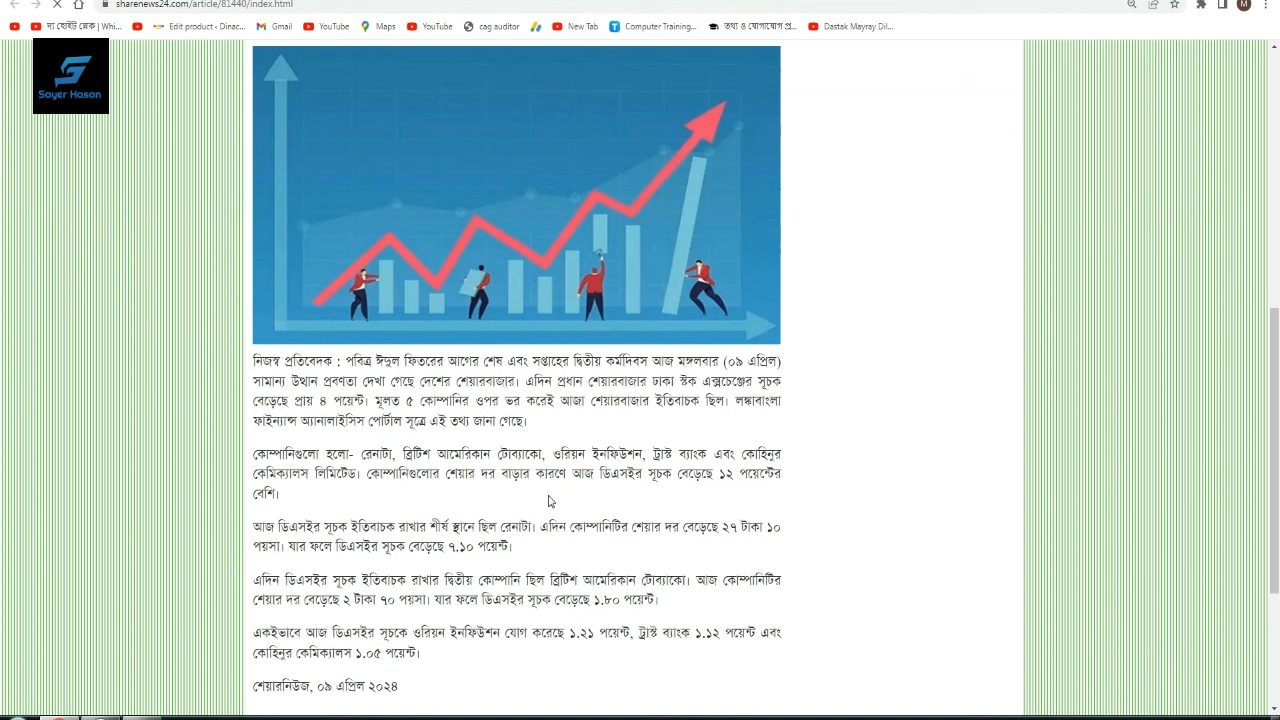 sharenews24.com/article/81440/index.html
দ্য হোইট স্নেক | Whi...
Edit product ‹ Dinac...
Gmail
YouTube
Maps
YouTube
cag auditor
New Tab
Computer Training...
Dastak Mayray Dil...
M
Sayer Hasan
নিজস্ব প্রতিবেদক : পবিত্র ঈদুল ফিতরের আগের শেষ এবং সপ্তাহের দ্বিতীয় কর্মদিবস আজ মঙ্গলবার (০৯ এপ্রিল)
সামান্য উত্থান প্রবণতা দেখা গেছে দেশের শেয়ারবাজার। এদিন প্রধান শেয়ারবাজার ঢাকা স্টক এক্সচেঞ্জের সূচক
বেড়েছে প্রায় ৪ পয়েন্ট। মূলত ৫ কোম্পানির ওপর ভর করেই আজা শেয়ারবাজার ইতিবাচক ছিল। লঙ্কাবাংলা
ফাইন্যান্স অ্যানালাইসিস পোর্টাল সূত্রে এই তথ্য জানা গেছে।
কোম্পানিগুলো হলো- রেনাটা, ব্রিটিশ আমেরিকান টোব্যাকো, ওরিয়ন ইনফিউশন, ট্রাস্ট ব্যাংক এবং কোহিনুর
কেমিক্যালস লিমিটেড। কোম্পানিগুলোর শেয়ার দর বাড়ার কারণে আজ ডিএসইর সূচক বেড়েছে ১২ পয়েন্টের
বেশি।
আজ ডিএসইর সূচক ইতিবাচক রাখার শীর্ষ স্থানে ছিল রেনাটা। এদিন কোম্পানিটির শেয়ার দর বেড়েছে ২৭ টাকা ১০
পয়সা। যার ফলে ডিএসইর সূচক বেড়েছে ৭.১০ পয়েন্ট।
এদিন ডিএসইর সূচক ইতিবাচক রাখার দ্বিতীয় কোম্পানি ছিল ব্রিটিশ আমেরিকান টোব্যাকো। আজ কোম্পানিটির
শেয়ার দর বেড়েছে ২ টাকা ৭০ পয়সা। যার ফলে ডিএসইর সূচক বেড়েছে ১.৮০ পয়েন্ট।
একইভাবে আজ ডিএসইর সূচকে ওরিয়ন ইনফিউশন যোগ করেছে ১.২১ পয়েন্ট, ট্রাস্ট ব্যাংক ১.১২ পয়েন্ট এবং
কোহিনুর কেমিক্যালস ১.০৫ পয়েন্ট।
শেয়ারনিউজ, ০৯ এপ্রিল ২০২৪